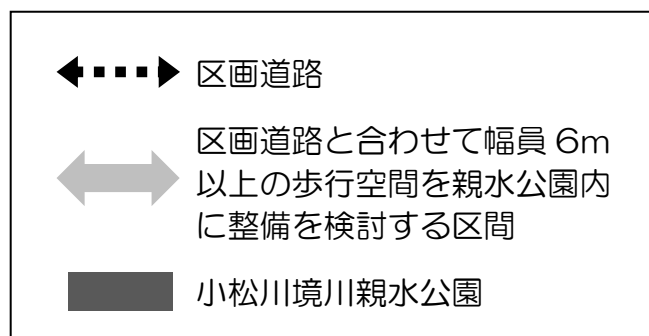 区画道路
区画道路と合わせて幅員 6m
以上の歩行空間を親水公園内
に整備を検討する区間
小松川境川親水公園